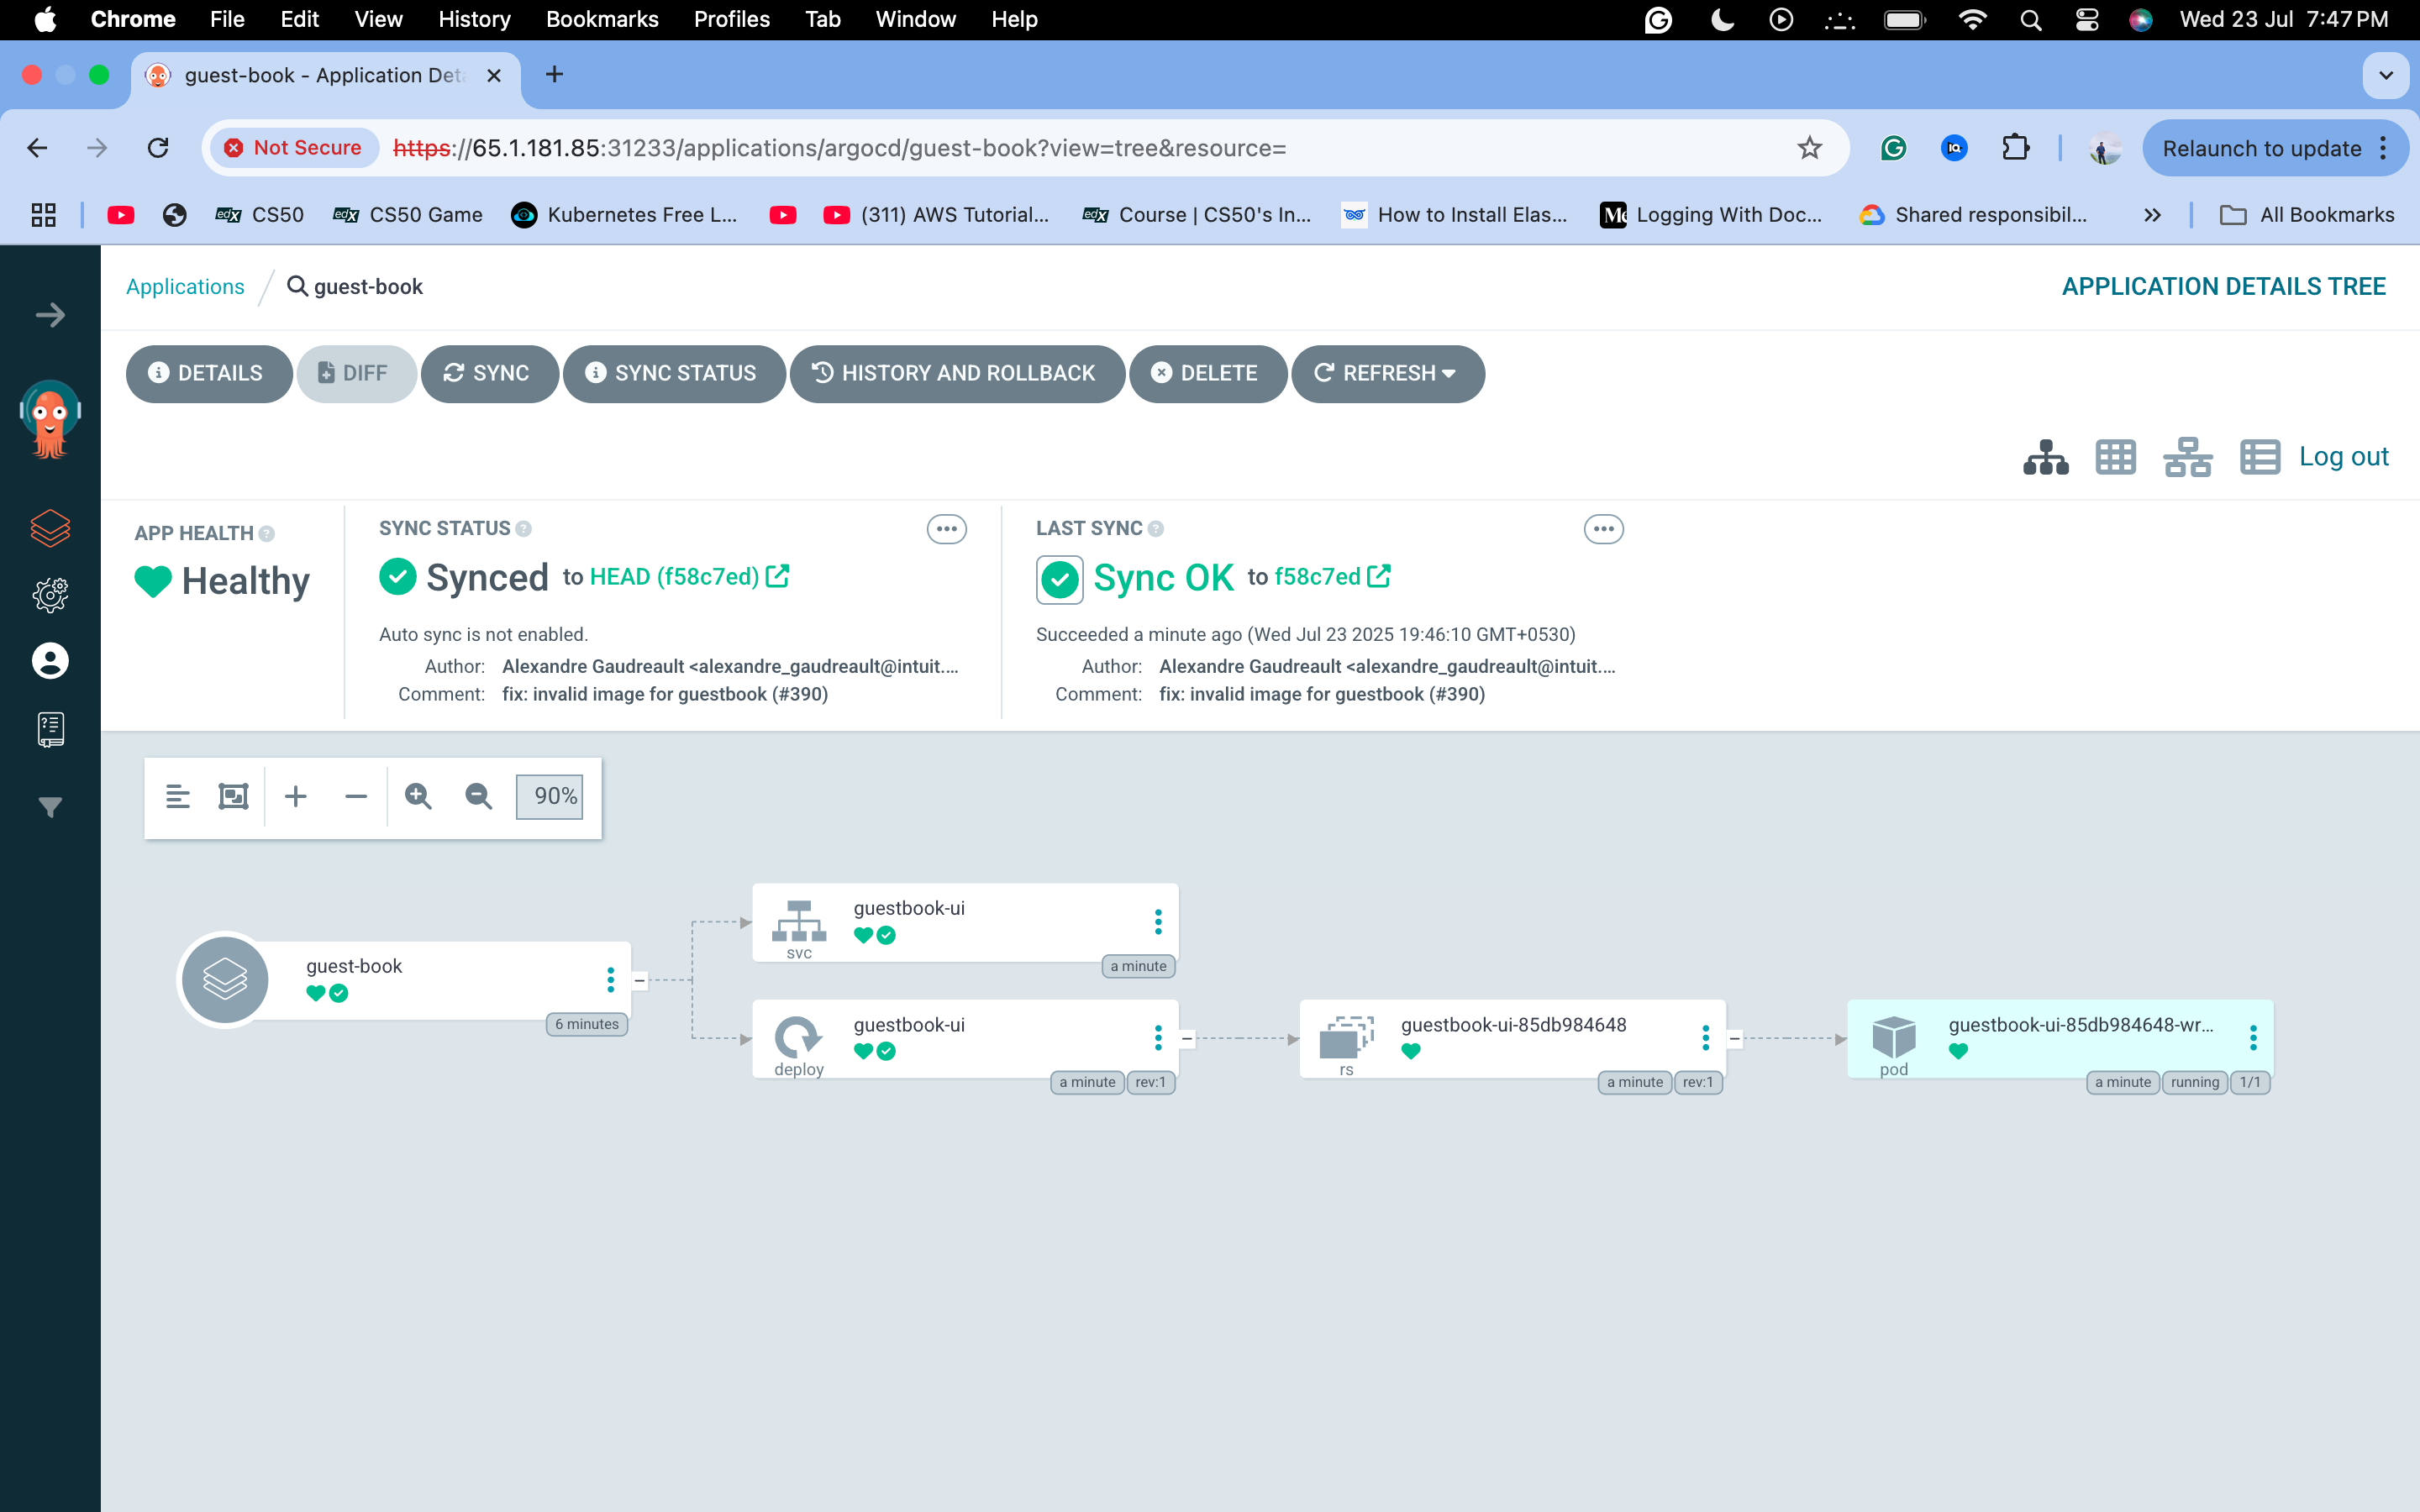 Chrome File Edit View History Bookmarks Profiles Tab Window Help Wed 23 Jul 7:47 PM
guest-book - Application Det
Not Secure https://65.1.181.85:31233/applications/argocd/guest-book?view=tree&resource= Relaunch to update
CS50 CS50 Game Kubernetes Free L... (311) AWS Tutorial... Course | CS50's In... How to Install Elas... Logging With Doc... Shared responsibil... All Bookmarks
Applications / guest-book APPLICATION DETAILS TREE
DETAILS DIFF SYNC SYNC STATUS HISTORY AND ROLLBACK DELETE REFRESH
Log out
APP HEALTH
Healthy
SYNC STATUS
Synced to HEAD (f58c7ed)
Auto sync is not enabled.
Author: Alexandre Gaudreault <alexandre_gaudreault@intuit....
Comment: fix: invalid image for guestbook (#390)
LAST SYNC
Sync OK to f58c7ed
Succeeded a minute ago (Wed Jul 23 2025 19:46:10 GMT+0530)
Author: Alexandre Gaudreault <alexandre_gaudreault@intuit....
Comment: fix: invalid image for guestbook (#390)
90%
guest-book
6 minutes
guestbook-ui
svc
a minute
guestbook-ui
deploy
a minute rev:1
guestbook-ui-85db984648
rs
a minute rev:1
guestbook-ui-85db984648-wr...
pod
a minute running 1/1